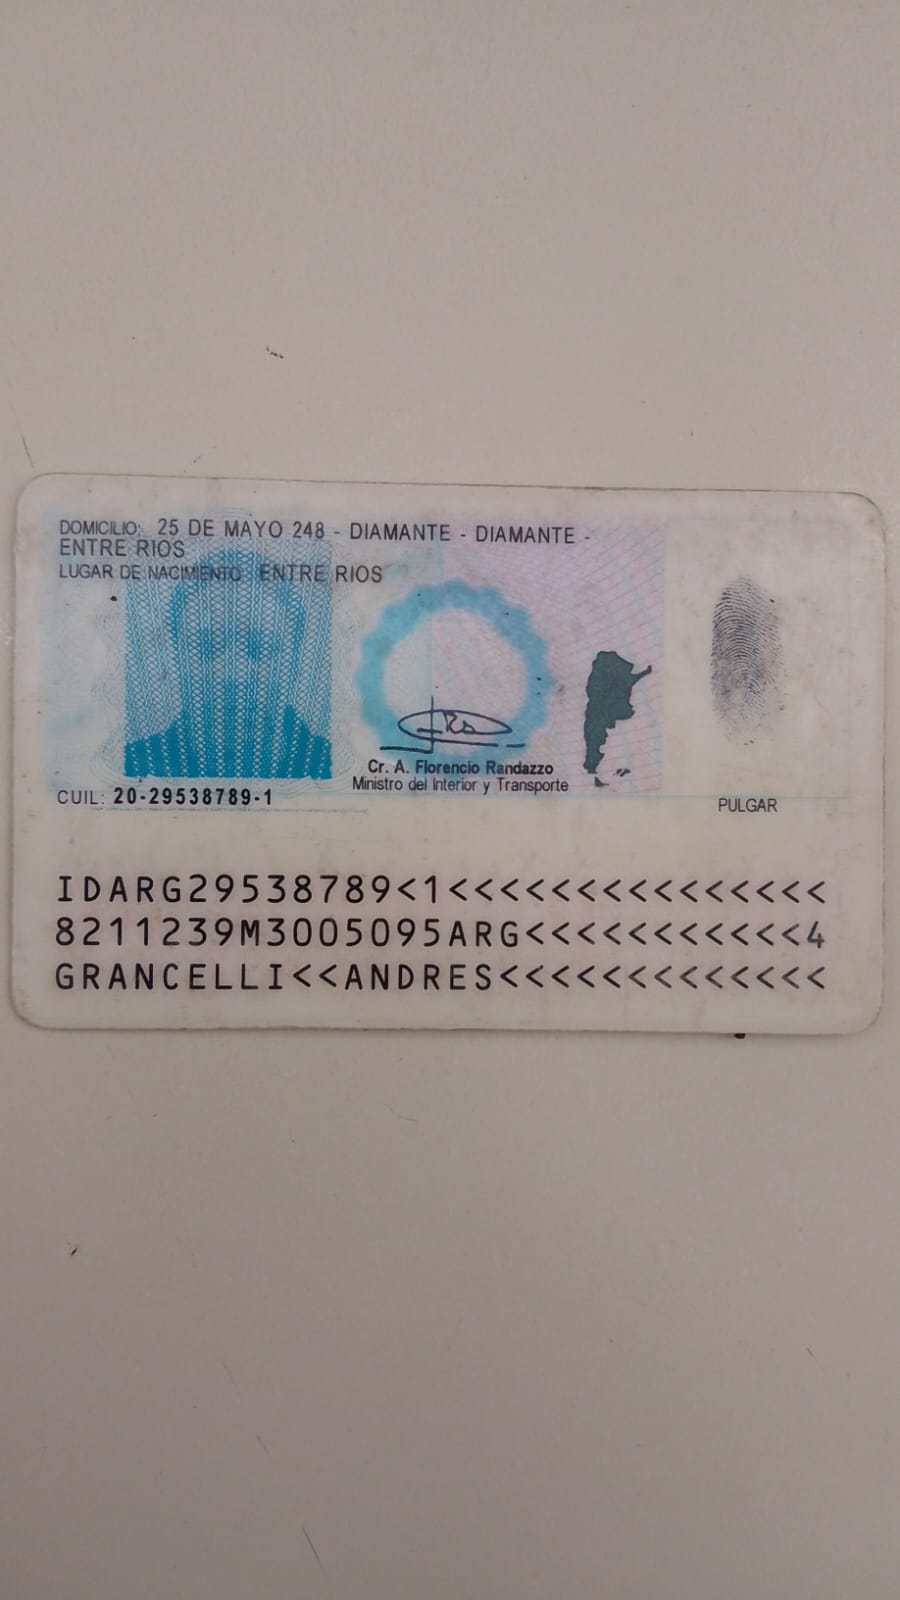 DOMICILIO: 25 DE MAYO 248 - DIAMANTE - DIAMANTE -
ENTRE RIOS
LUGAR DE NACIMIENTO: ENTRE RIOS
Cr. A. Florencio Randazzo
Ministro del Interior y Transporte
CUIL: 20-29538789-1
PULGAR
IDARG29538789<1<<<<<<<<<<<<<<<
8211239M3005095ARG<<<<<<<<<<<4
GRANCELLI<<ANDRES<<<<<<<<<<<<<